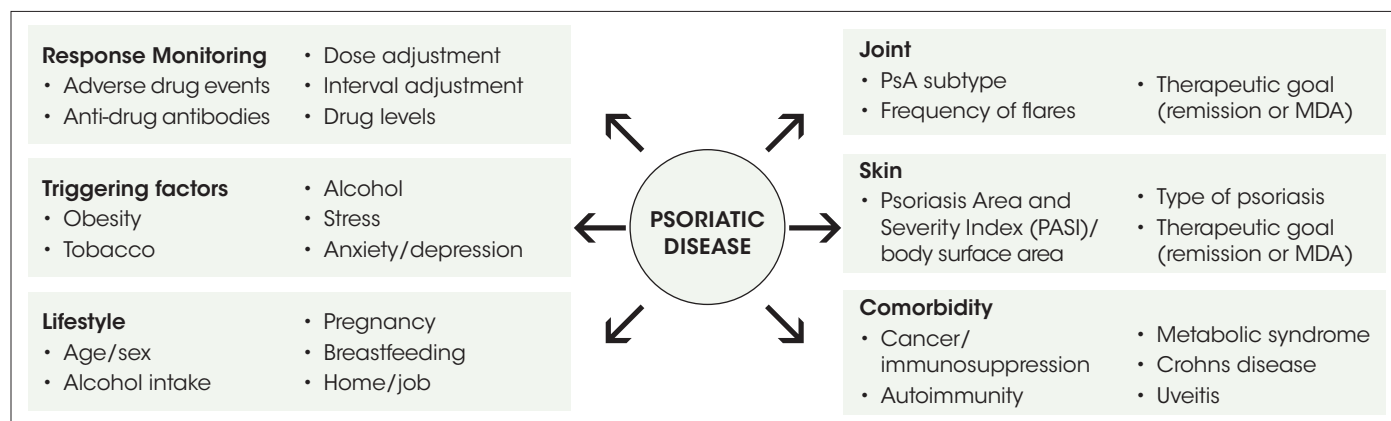 Response Monitoring
• Adverse drug events
• Anti-drug antibodies
• Dose adjustment
• Interval adjustment
• Drug levels
Triggering factors
• Obesity
• Tobacco
• Alcohol
• Stress
• Anxiety/depression
Lifestyle
• Age/sex
• Alcohol intake
• Pregnancy
• Breastfeeding
• Home/job
PSORIATIC
DISEASE
Joint
• PsA subtype
• Frequency of flares
• Therapeutic goal
(remission or MDA)
Skin
• Psoriasis Area and
Severity Index (PASI)/
body surface area
• Type of psoriasis
• Therapeutic goal
(remission or MDA)
Comorbidity
• Cancer/
immunosuppression
• Autoimmunity
• Metabolic syndrome
• Crohns disease
• Uveitis